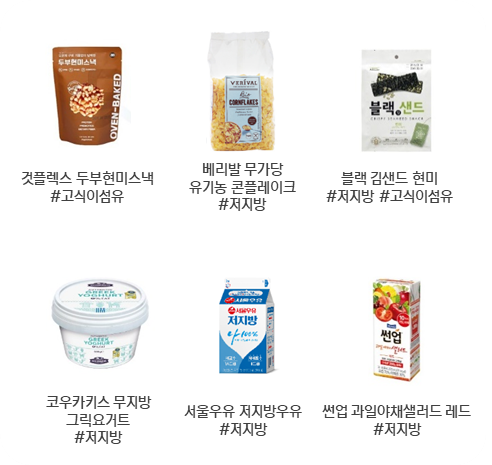 두부현미스낵
OVEN-BAKED
VERIVAL
CORNFLAKES
블랙김샌드
컷플렉스 두부현미스낵
#고식이섬유
베리발 무가당
유기농 콘플레이크
#저지방
블랙 김샌드 현미
#저지방 #고식이섬유
GREEK
YOGHURT
서울우유
저지방
썬업
코우카키스 무지방
그릭요거트
#저지방
서울우유 저지방우유
#저지방
썬업 과일야채샐러드 레드
#저지방